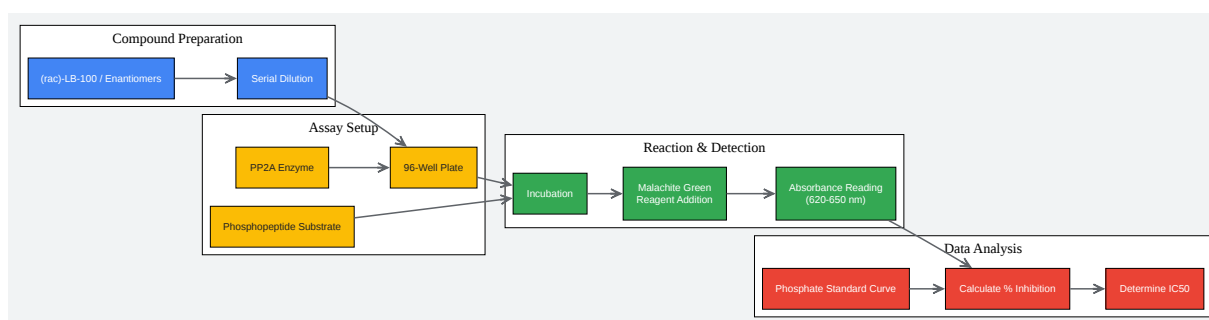 Compound Preparation
(rac)-LB-100 / Enantiomers
Serial Dilution
Assay Setup
PP2A Enzyme
96-Well Plate
Phosphopeptide Substrate
Reaction & Detection
Incubation
Malachite Green
Reagent Addition
Absorbance Reading
(620-650 nm)
Data Analysis
Phosphate Standard Curve
Calculate % Inhibition
Determine IC50